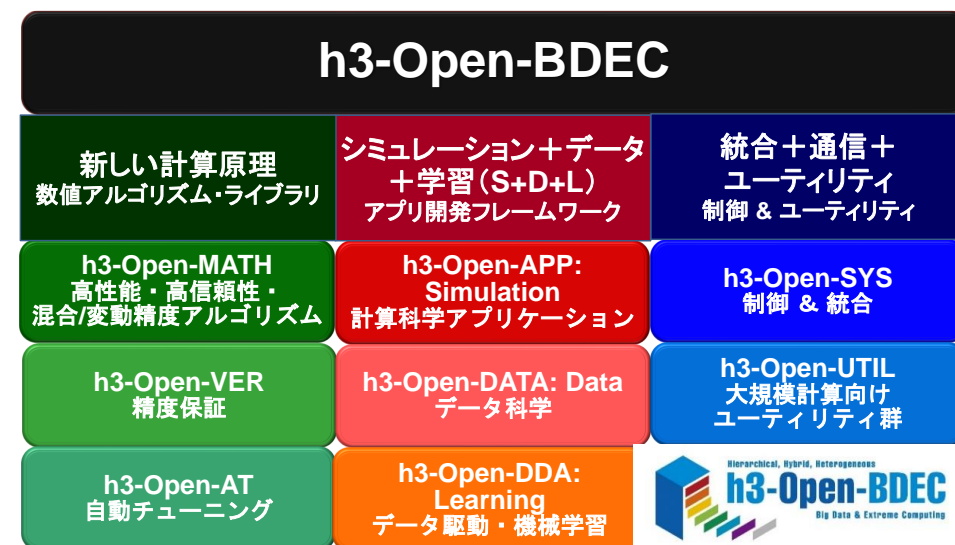 h3-Open-BDEC
新しい計算原理
数値アルゴリズム・ライブラリ
シミュレーション＋データ
＋学習（S+D+L）
アプリ開発フレームワーク
統合＋通信＋
ユーティリティ
制御 & ユーティリティ
h3-Open-MATH
高性能・高信頼性・
混合/変動精度アルゴリズム
h3-Open-APP:
Simulation
計算科学アプリケーション
h3-Open-SYS
制御 & 統合
h3-Open-VER
精度保証
h3-Open-DATA: Data
データ科学
h3-Open-UTIL
大規模計算向け
ユーティリティ群
h3-Open-AT
自動チューニング
h3-Open-DDA:
Learning
データ駆動・機械学習
Hierarchical, Hybrid, Heterogeneous
h3-Open-BDEC
Big Data & Extreme Computing